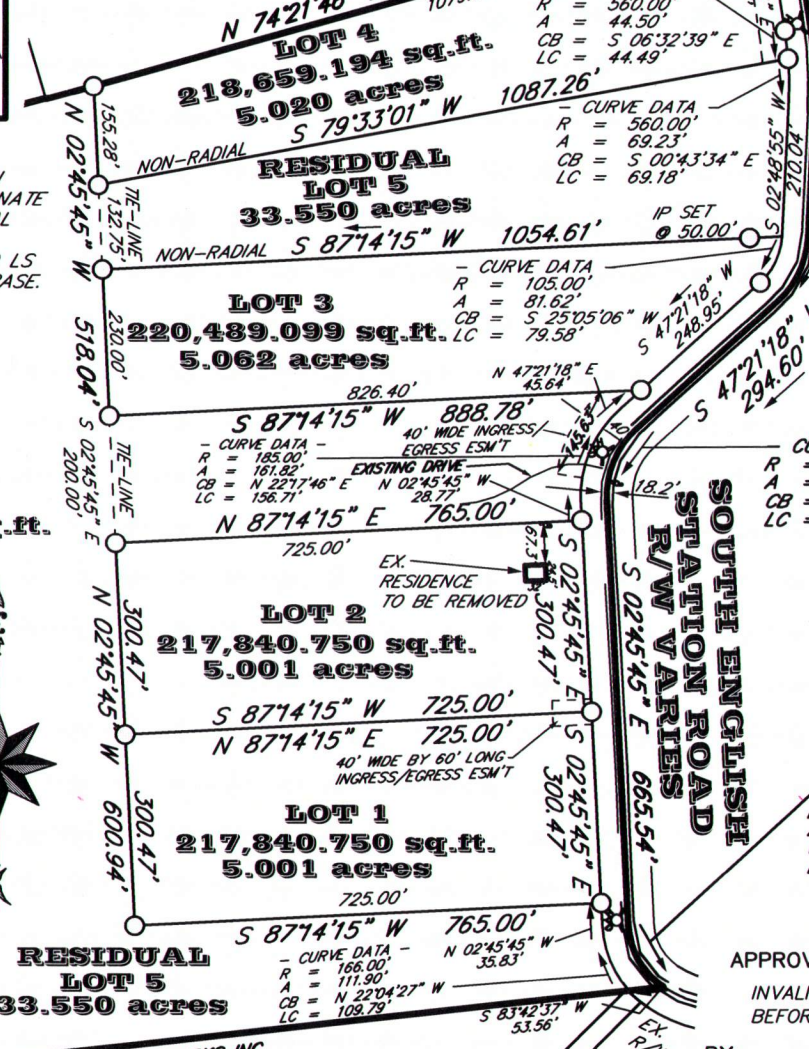 N 74°21'46"
LOT 4
218,659.194 sq.ft.
5.020 acres
S 79°33'01" W 1087.26'
R = 560.00'
A = 44.50'
CB = S 06°32'39" E
LC = 44.49'
- CURVE DATA -
R = 560.00'
A = 69.23'
CB = S 00°43'34" E
LC = 69.18'
S 02°48'55" W
210.04'
155.28'
NON-RADIAL
N 02°45'45" W
518.04'
TIE-LINE
132.75'
RESIDUAL
LOT 5
33.550 acres
IP SET
@ 50.00'
NON-RADIAL S 87°14'15" W 1054.61'
- CURVE DATA -
R = 105.00'
A = 81.62'
CB = S 25°05'06" W
LC = 79.58'
NATE
LS
ASE.
LOT 3
220,489.099 sq.ft.
5.062 acres
230.00'
S 47°21'18" W
248.95'
S 47°21'18" W
294.60'
N 47°21'18" E
45.64'
826.40'
S 87°14'15" W 888.78'
40' WIDE INGRESS/
EGRESS ESM'T
145.63'
40'
- CURVE DATA -
R = 185.00'
A = 161.82'
CB = N 22°17'46" E
LC = 156.71'
EXISTING DRIVE
N 02°45'45" W
28.77'
TIE-LINE
S 02°45'45" E
200.00'
18.2'
R =
A =
CB =
LC =
.ft.
N 87°14'15" E 765.00'
725.00'
EX.
RESIDENCE
TO BE REMOVED
S 02°45'45" E
300.47'
LOT 2
217,840.750 sq.ft.
5.001 acres
300.47'
N 02°45'45" W
600.94'
S 87°14'15" W 725.00'
N 87°14'15" E 725.00'
40' WIDE BY 60' LONG
INGRESS/EGRESS ESM'T
SOUTH ENGLISH
STATION ROAD
R/W VARIES
S 02°45'45" E 665.54'
LOT 1
217,840.750 sq.ft.
5.001 acres
300.47'
S 02°45'45" E
300.47'
725.00'
S 87°14'15" W 765.00'
RESIDUAL
LOT 5
33.550 acres
- CURVE DATA -
R = 166.00'
A = 111.90'
CB = N 22°04'27" W
LC = 109.79'
N 02°45'45" W
35.83'
S 83°42'37" W
53.56'
EX.
APPROV
INVALI
BEFOR